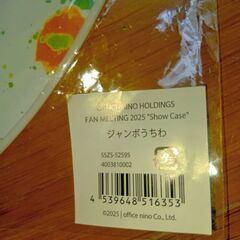 NINO HOLDINGS
FAN MEETING 2025 "Show Case"
ジャンボうちわ
SSZS-52595
4003810002
4 539648 516353
©2025 | office nino Co., Ltd.